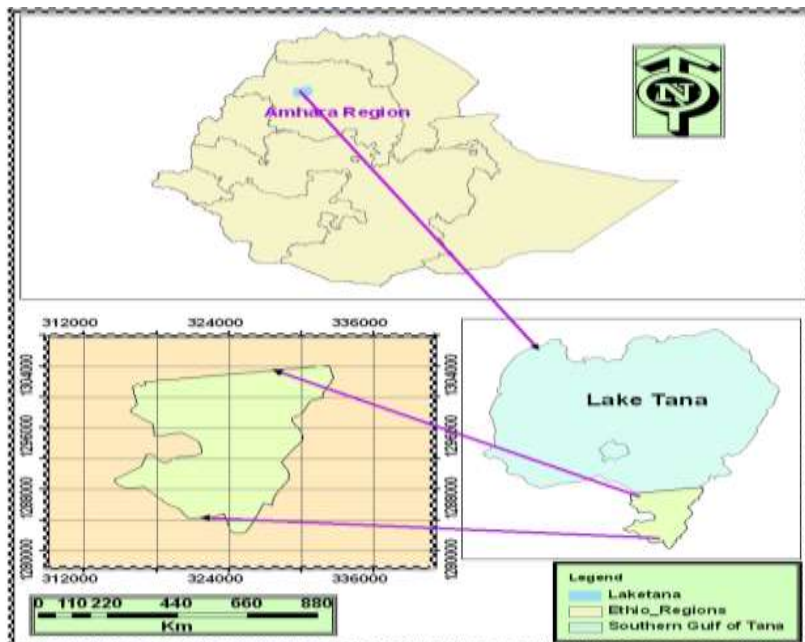 N
Amhara Region
312000 324000 336000
1304000
1296000
1288000
1280000
1304000
1296000
1288000
1280000
312000 324000 336000
Lake Tana
0 110 220 440 660 880
Km
Legend
Laketana
Ethio_Regions
Southern Gulf of Tana